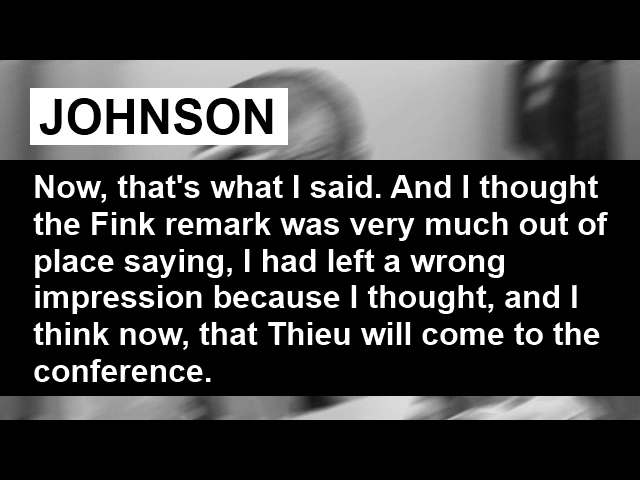 JOHNSON
Now, that's what I said. And I thought
the Fink remark was very much out of
place saying, I had left a wrong
impression because I thought, and I
think now, that Thieu will come to the
conference.